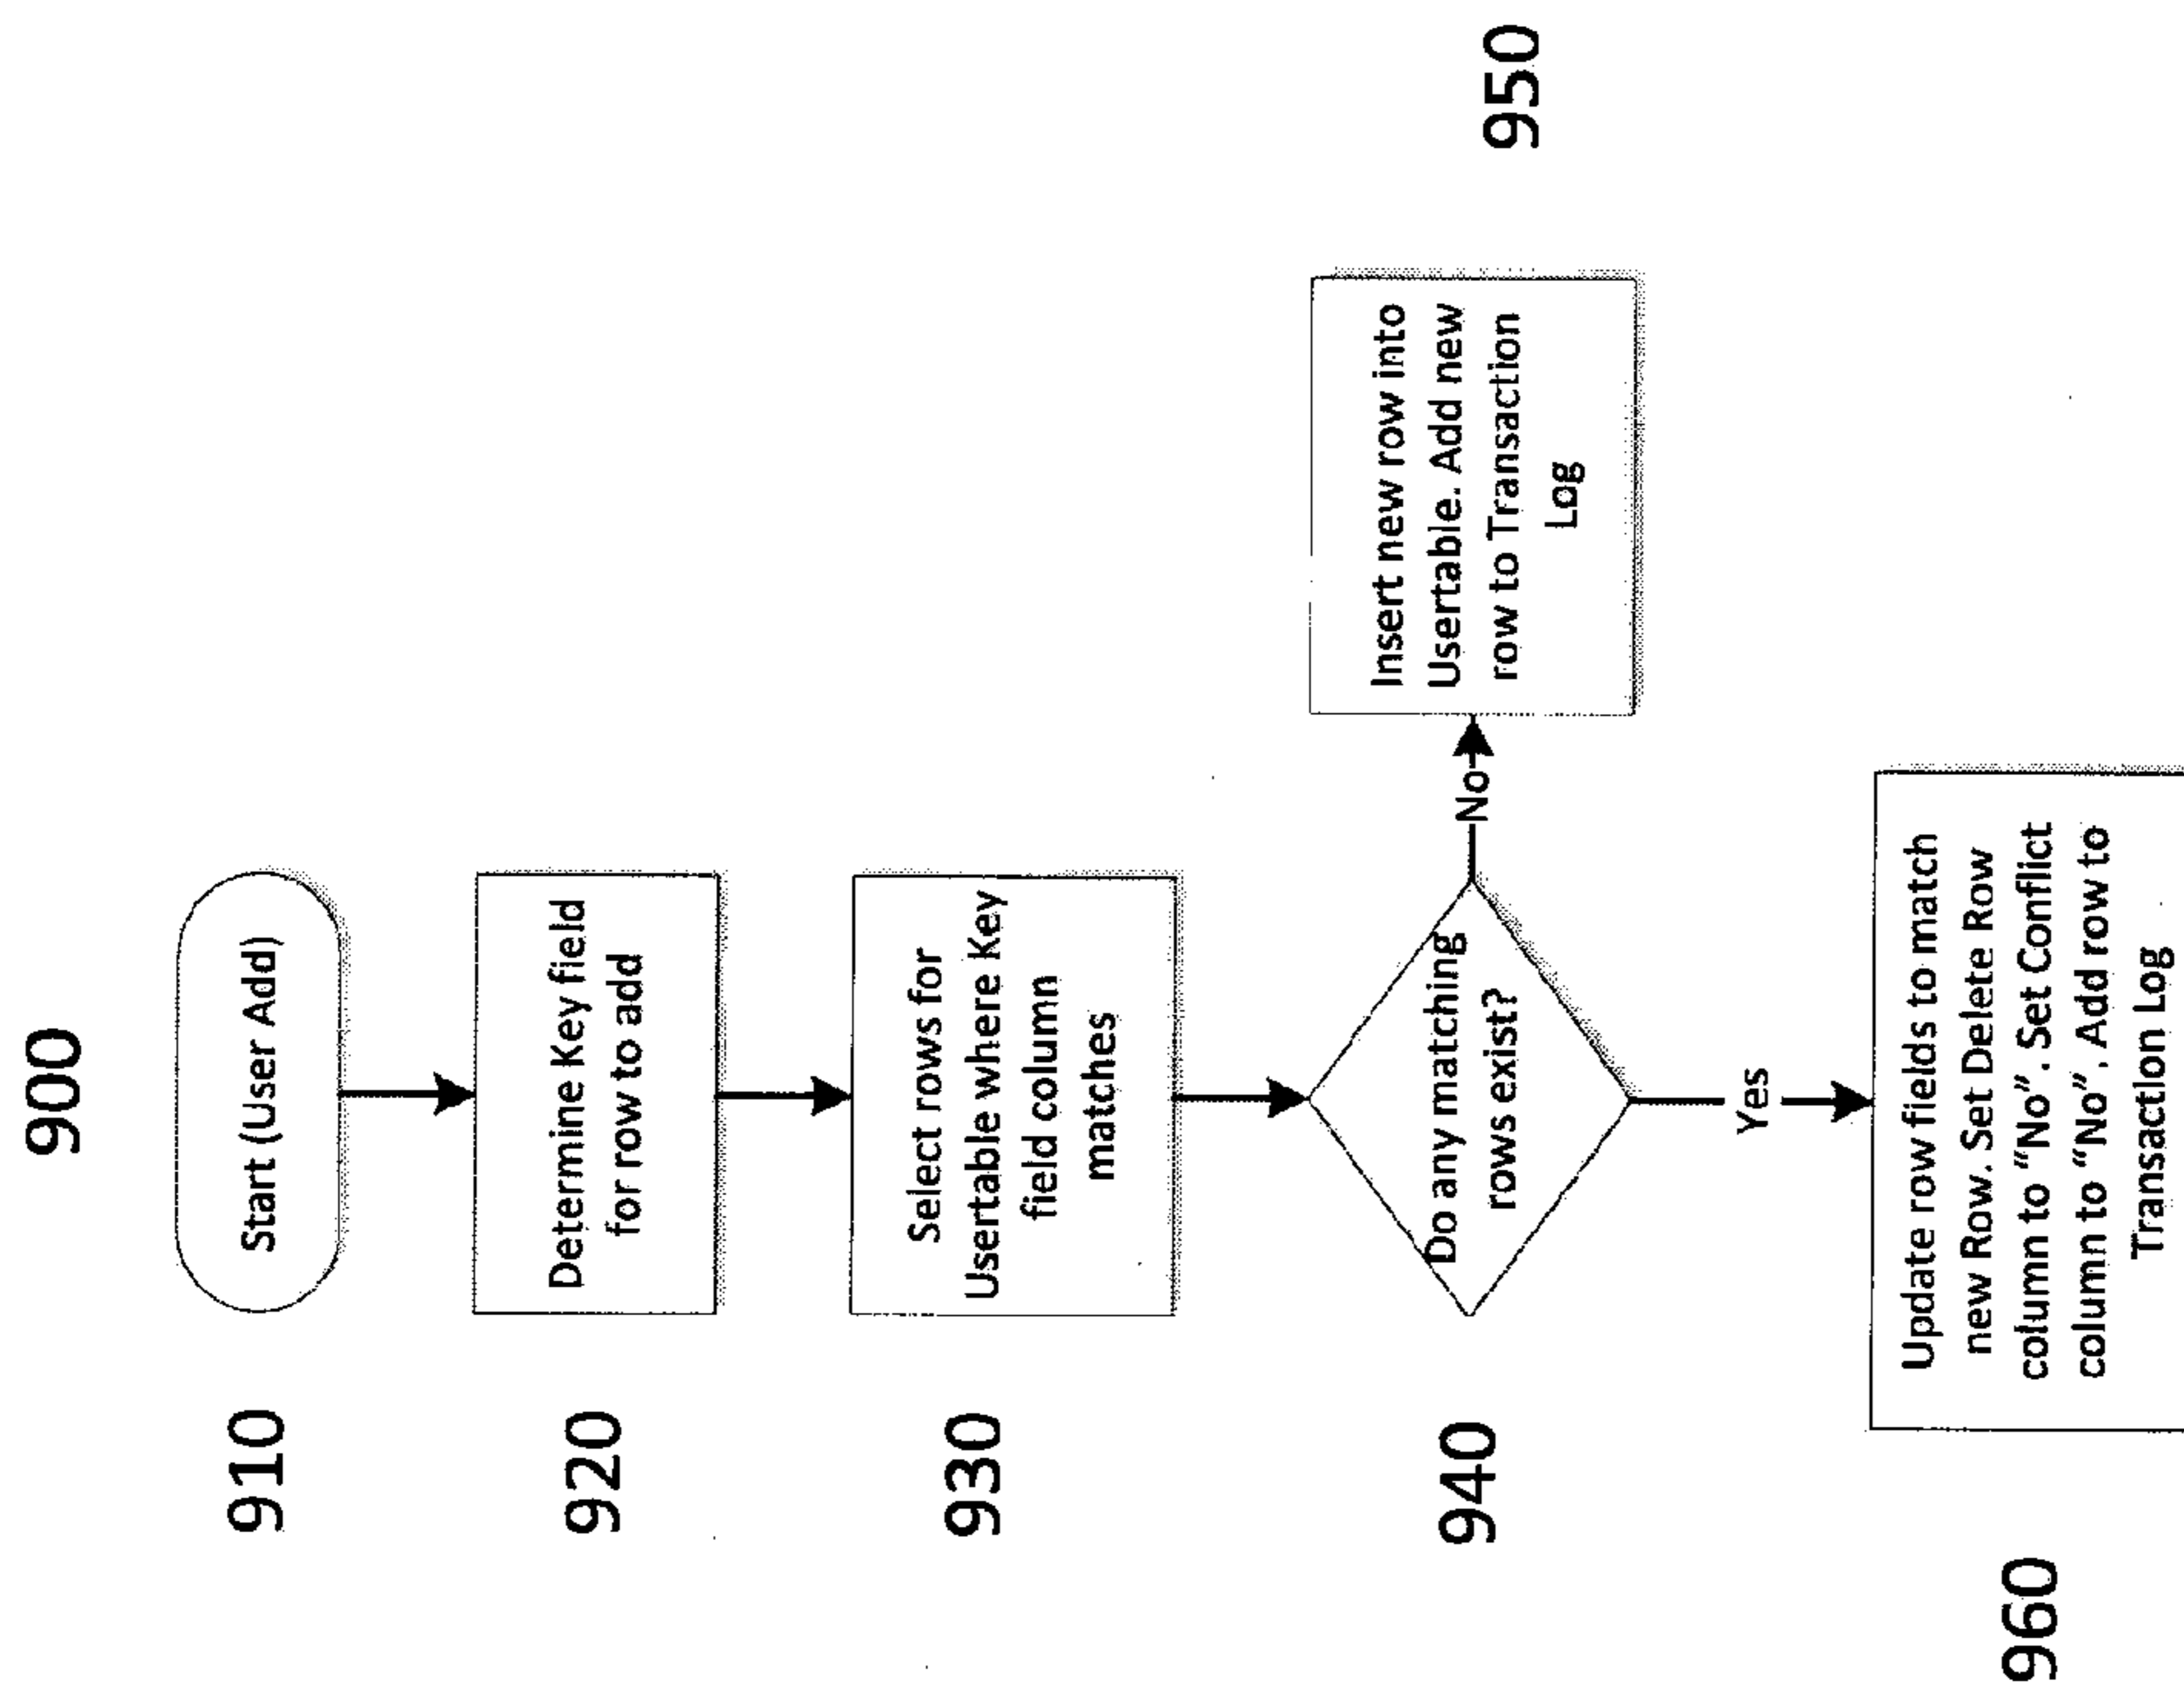 900
910
Start (User Add)
920
Determine Key field
for row to add
930
Select rows for
Usertable where Key
field column
matches
940
Do any matching
rows exist?
No
950
Insert new row into
Usertable. Add new
row to Transaction
Log
Yes
960
Update row fields to match
new Row. Set Delete Row
column to “No”. Set Conflict
column to “No”. Add row to
Transaction Log